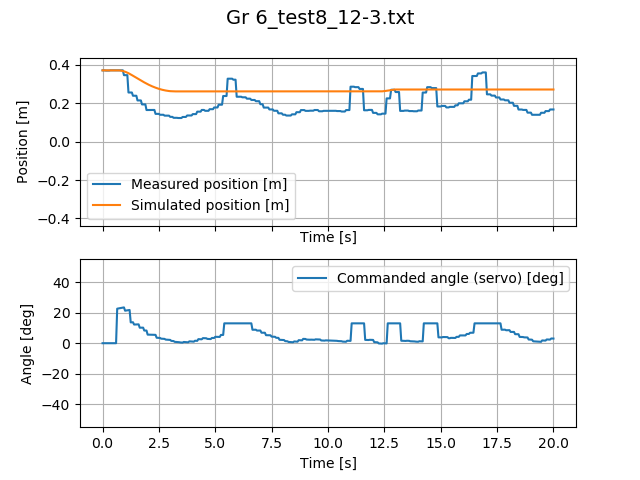 Gr 6_test8_12-3.txt
0.4
0.2
0.0
−0.2
−0.4
Position [m]
Measured position [m]
Simulated position [m]
Time [s]
40
20
0
−20
−40
Angle [deg]
Commanded angle (servo) [deg]
0.0 2.5 5.0 7.5 10.0 12.5 15.0 17.5 20.0
Time [s]